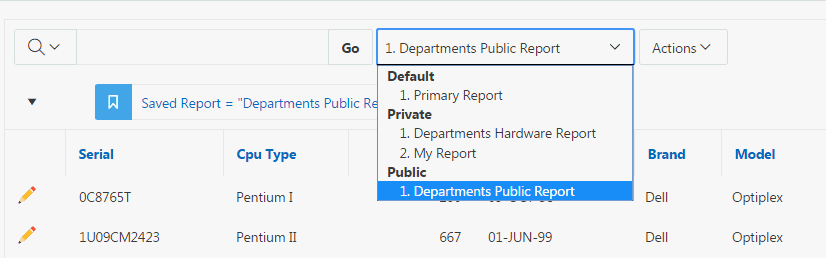 Go
1. Departments Public Report
Actions
Default
1. Primary Report
Private
1. Departments Hardware Report
2. My Report
Public
1. Departments Public Report
Saved Report = "Departments Public Re
Serial Cpu Type Brand Model
0C8765T Pentium I Dell Optiplex
1U09CM2423 Pentium II 667 01-JUN-99 Dell Optiplex